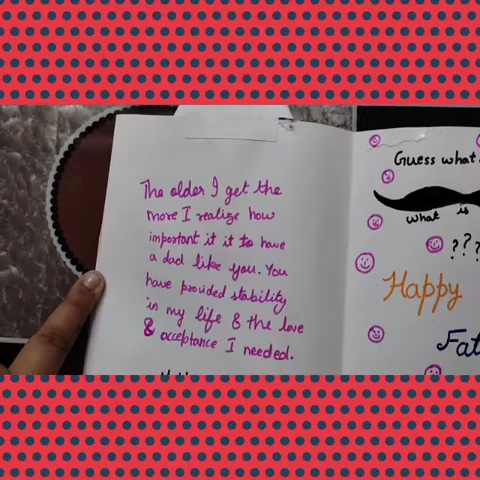 The older I get the
more I realize how
important it it to have
a dad like you. You
have provided stability
in my life & the love
& acceptance I needed.
Guess what
what is
???
Happy